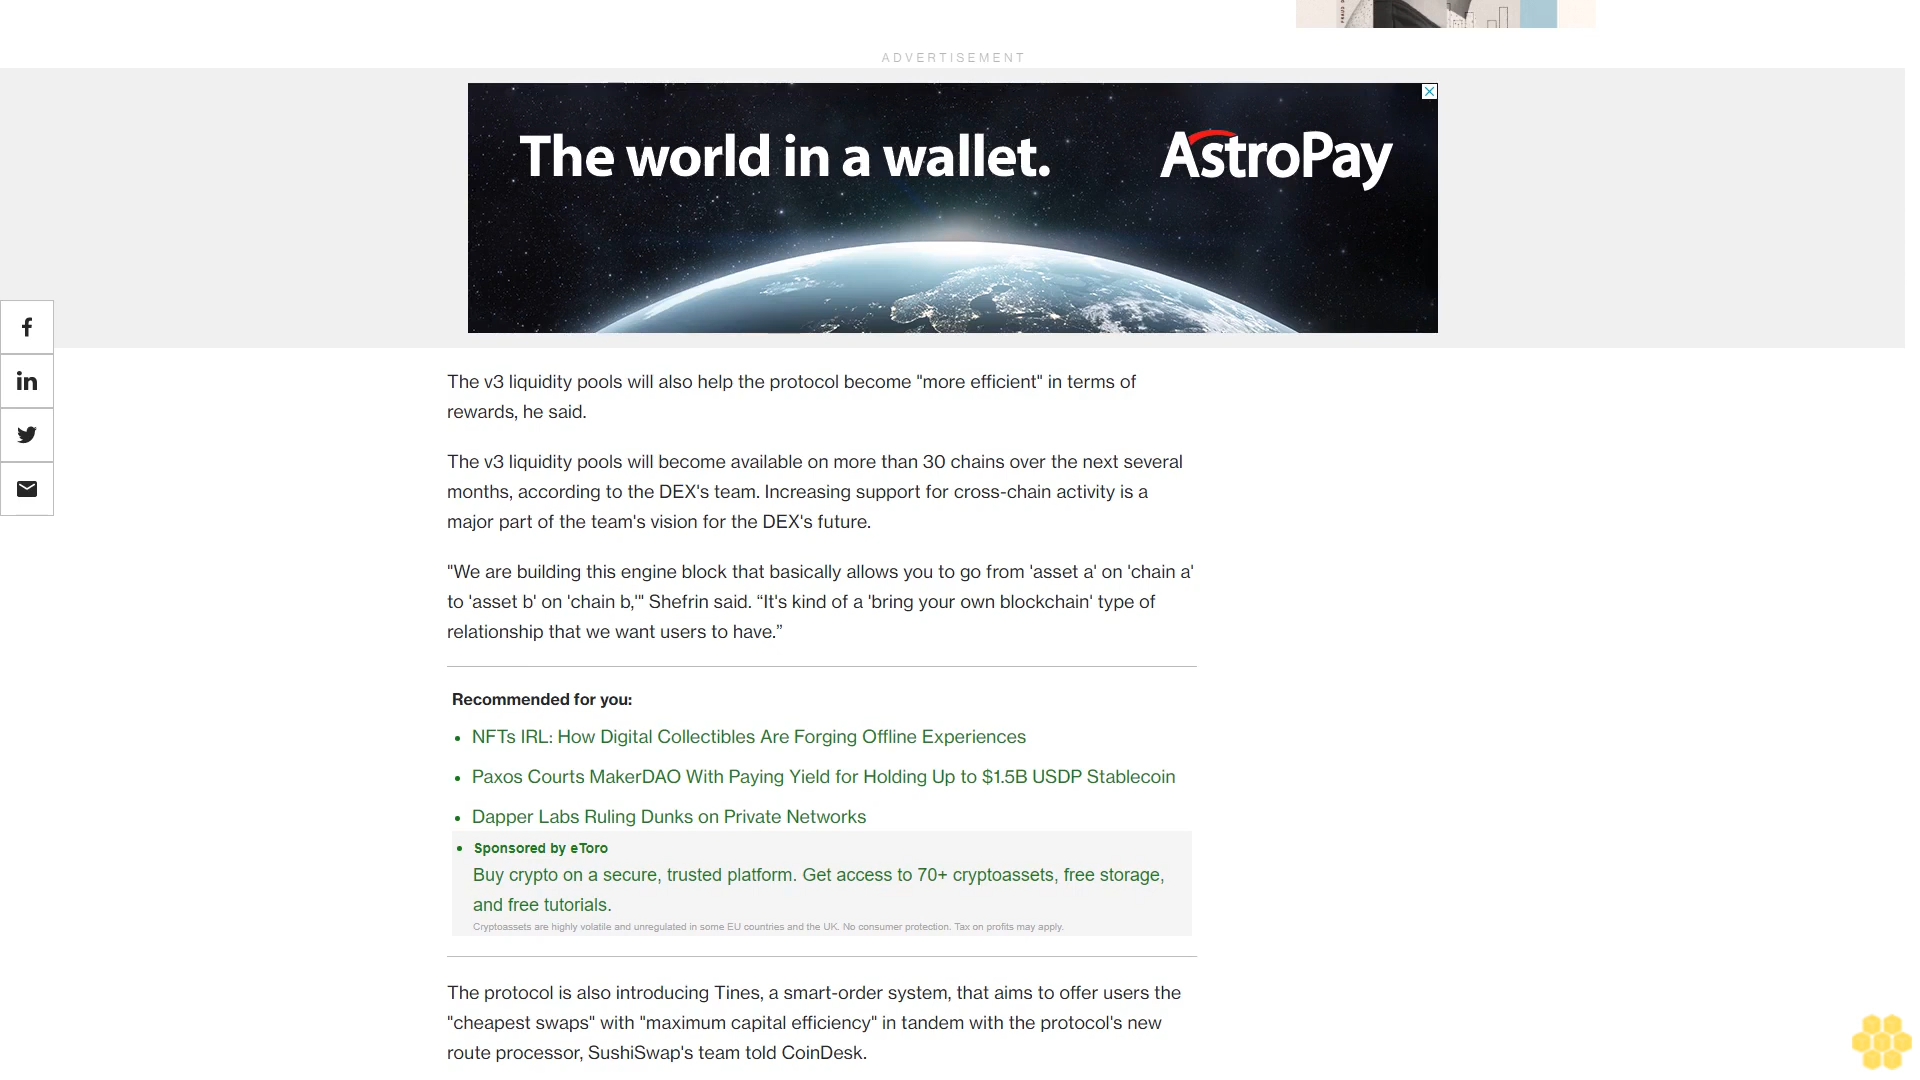 ADVERTISEMENT
The world in a wallet.
AstroPay
The v3 liquidity pools will also help the protocol become "more efficient" in terms of
rewards, he said.
The v3 liquidity pools will become available on more than 30 chains over the next several
months, according to the DEX's team. Increasing support for cross-chain activity is a
major part of the team's vision for the DEX's future.
"We are building this engine block that basically allows you to go from 'asset a' on 'chain a'
to 'asset b' on 'chain b,'" Shefrin said. “It's kind of a 'bring your own blockchain' type of
relationship that we want users to have.”
Recommended for you:
• NFTs IRL: How Digital Collectibles Are Forging Offline Experiences
• Paxos Courts MakerDAO With Paying Yield for Holding Up to $1.5B USDP Stablecoin
• Dapper Labs Ruling Dunks on Private Networks
• Sponsored by eToro
Buy crypto on a secure, trusted platform. Get access to 70+ cryptoassets, free storage,
and free tutorials.
Cryptoassets are highly volatile and unregulated in some EU countries and the UK. No consumer protection. Tax on profits may apply.
The protocol is also introducing Tines, a smart-order system, that aims to offer users the
"cheapest swaps" with "maximum capital efficiency" in tandem with the protocol's new
route processor, SushiSwap's team told CoinDesk.